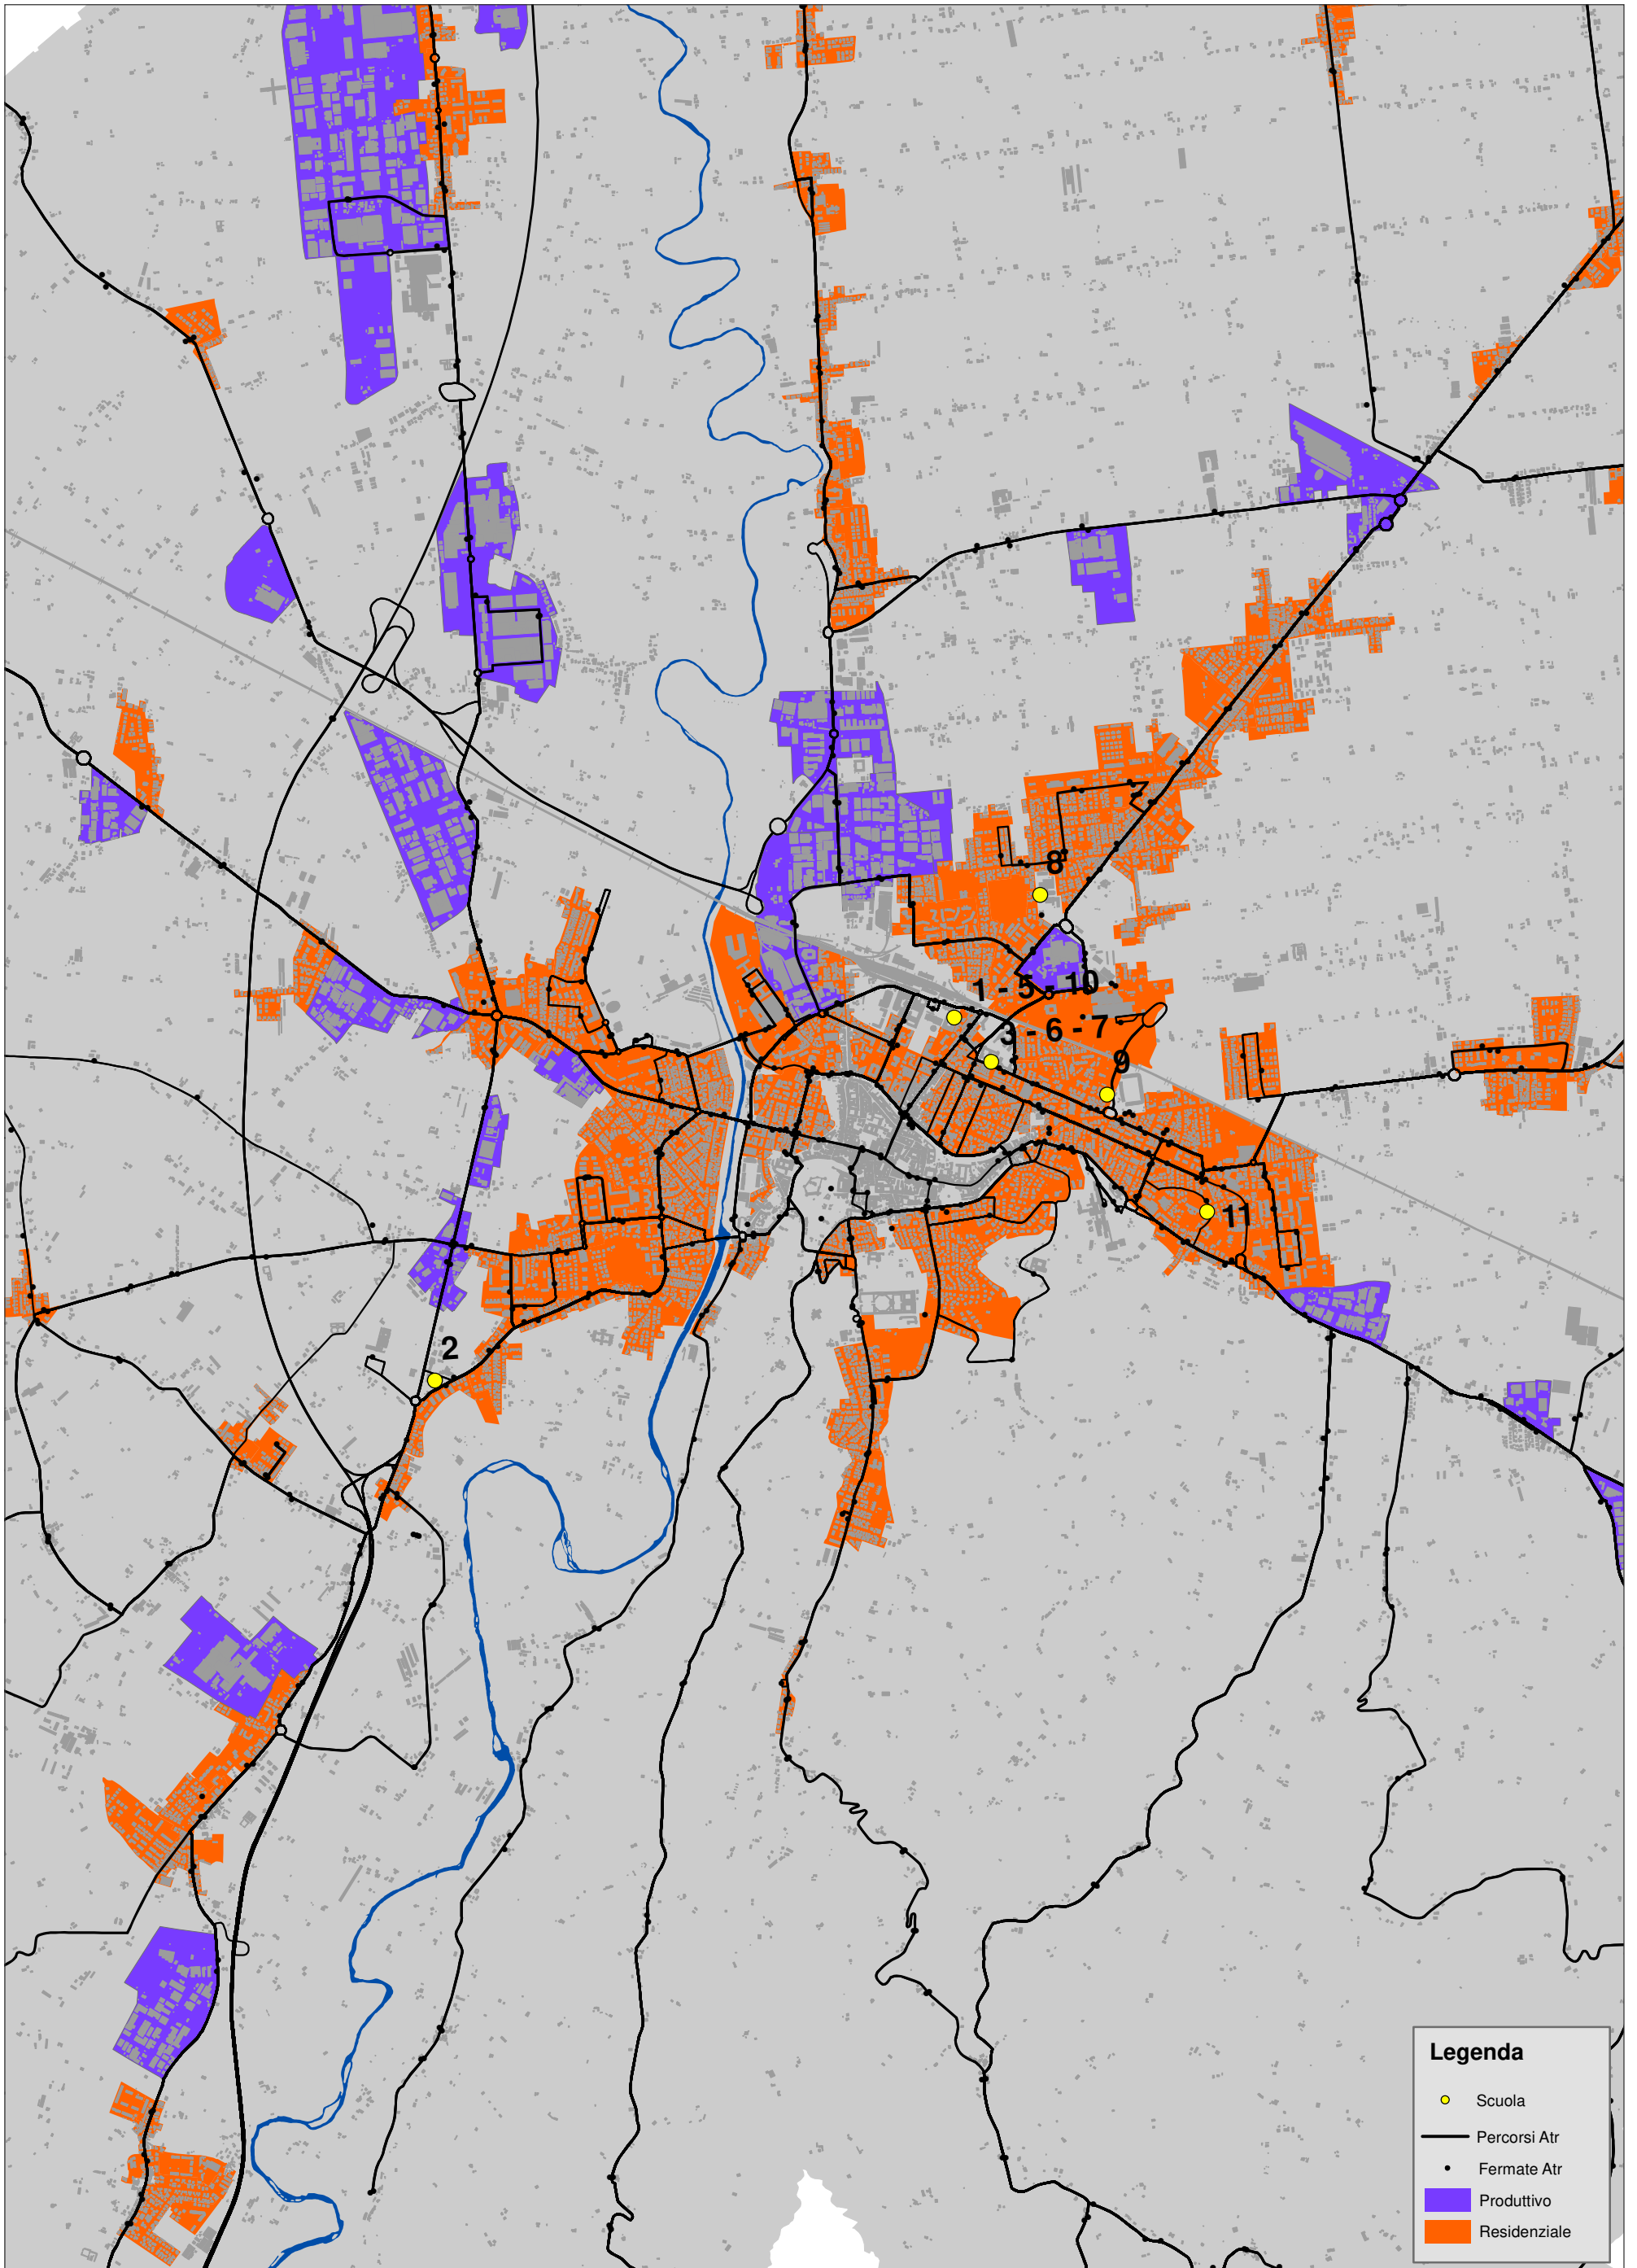 8
1 - 5 - 10
3 - 6 - 7
9
11
2
Legenda
Scuola
Percorsi Atr
Fermate Atr
Produttivo
Residenziale